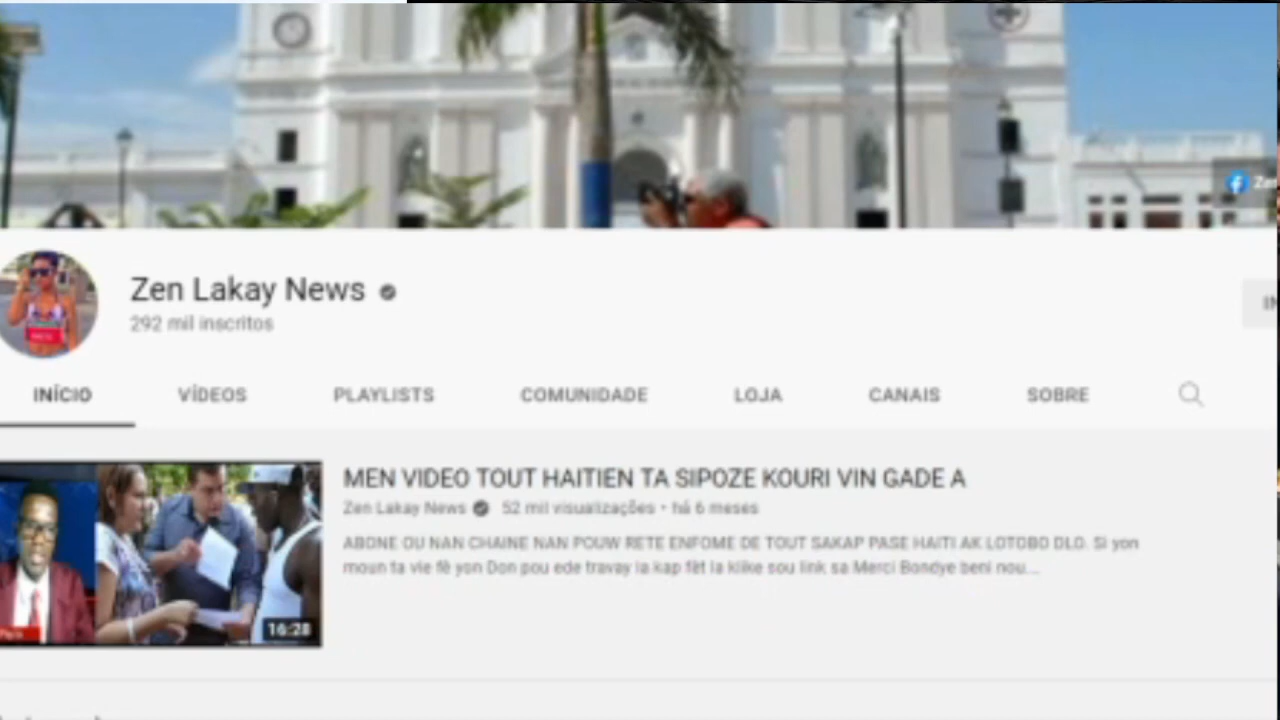 Zen Lakay News
292 mil inscritos
INÍCIO VÍDEOS PLAYLISTS COMUNIDADE LOJA CANAIS SOBRE
MEN VIDEO TOUT HAITIEN TA SIPOZE KOURI VIN GADE A
Zen Lakay News 52 mil visualizações • há 6 meses
ABONE OU NAN CHAINE NAN POUW RETE ENFOME DE TOUT SAKAP PASE HAITI AK LOTOBO DLO. Si yon
moun ta vie fè yon Don pou ede travay la kap fèt la klike sou link sa Merci Bondye beni nou...
16:28